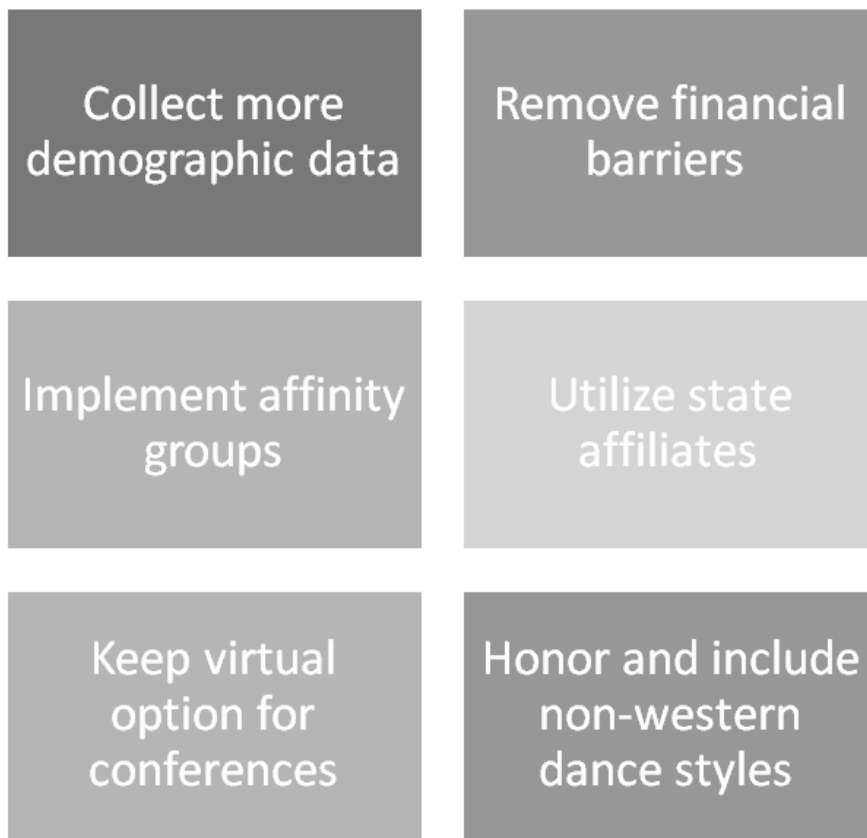 Collect more
demographic data
Remove financial
barriers
Implement affinity
groups
Utilize state
affiliates
Keep virtual
option for
conferences
Honor and include
non-western
dance styles